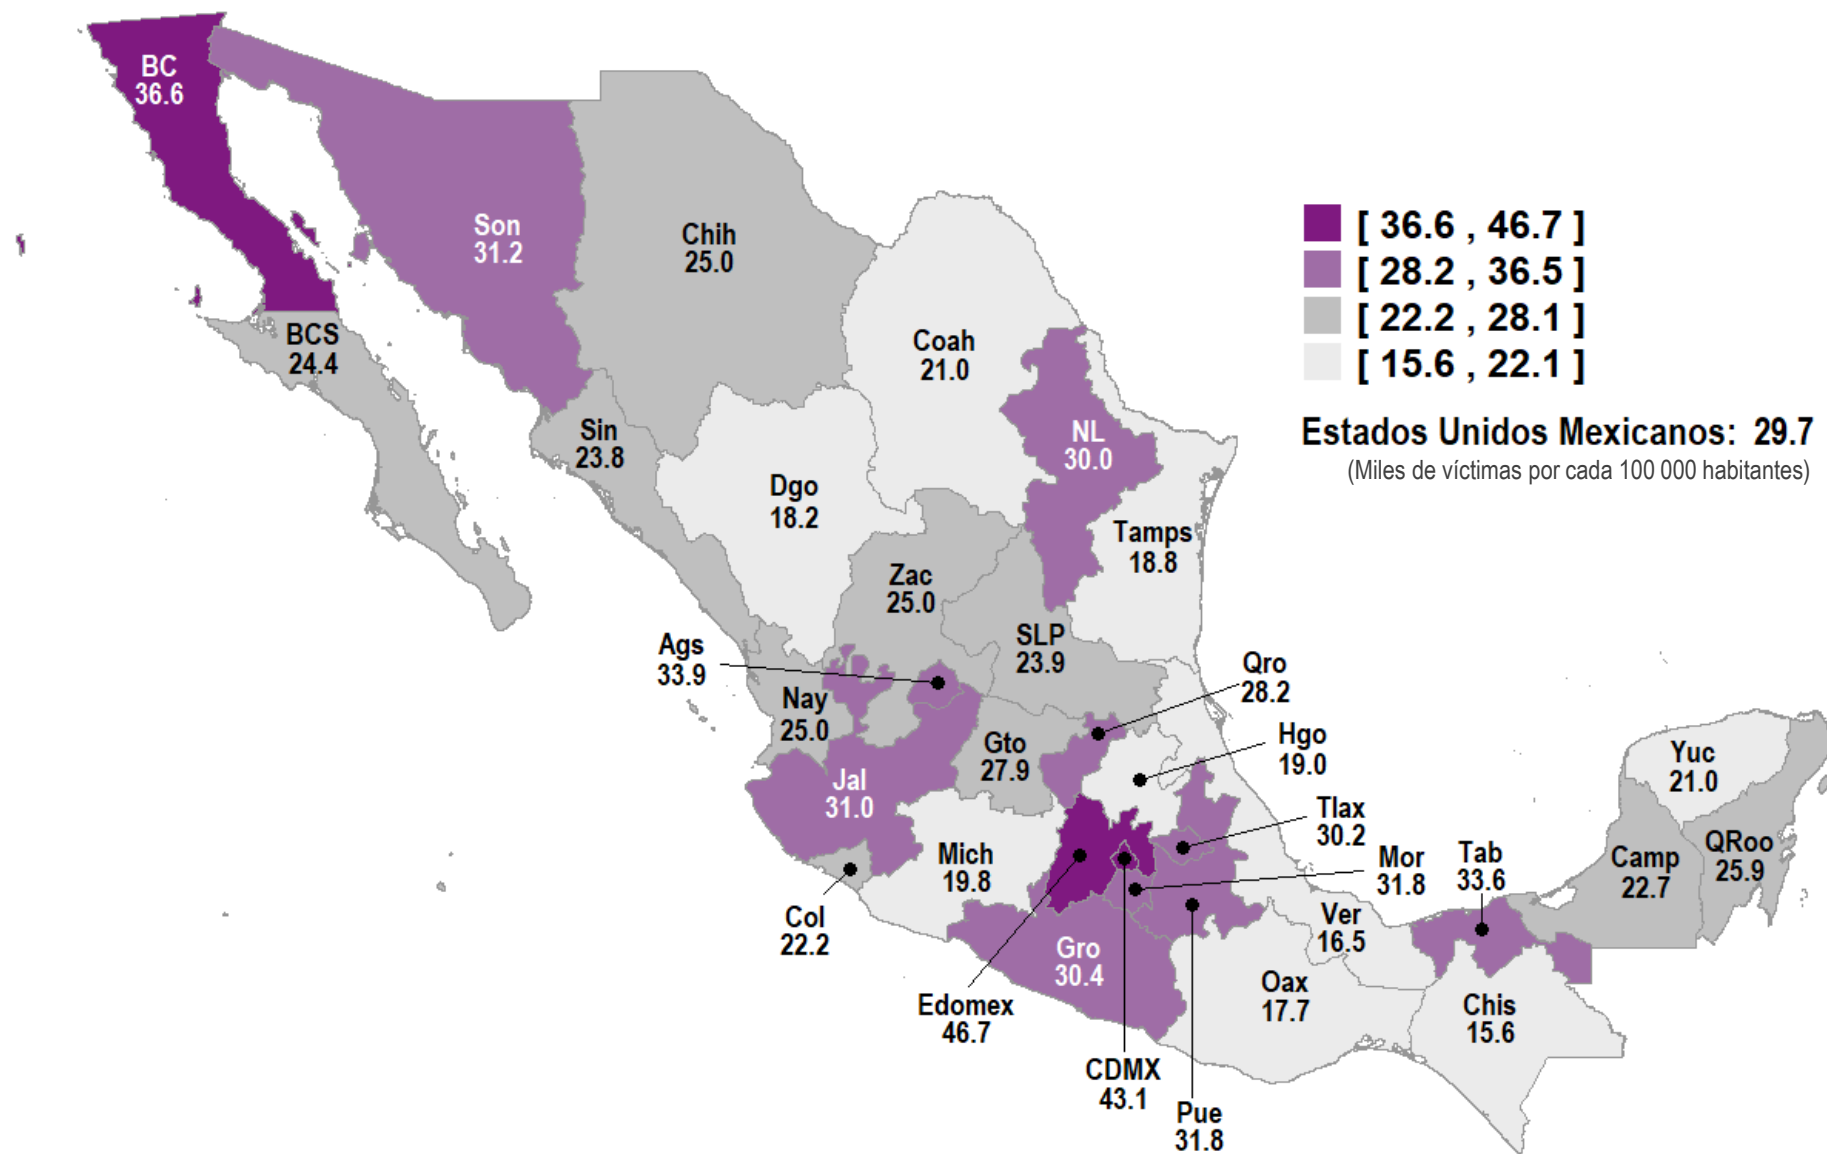 BC
36.6
Son
31.2
Chih
25.0
BCS
24.4
Sin
23.8
Coah
21.0
NL
30.0
Dgo
18.2
Tamps
18.8
Zac
25.0
SLP
23.9
Ags
33.9
Nay
25.0
Jal
31.0
Gto
27.9
Qro
28.2
Hgo
19.0
Tlax
30.2
Mor
31.8
Tab
33.6
Mich
19.8
Col
22.2
Gro
30.4
Edomex
46.7
CDMX
43.1
Pue
31.8
Ver
16.5
Oax
17.7
Chis
15.6
Camp
22.7
Yuc
21.0
QRoo
25.9
[ 36.6 , 46.7 ]
[ 28.2 , 36.5 ]
[ 22.2 , 28.1 ]
[ 15.6 , 22.1 ]
Estados Unidos Mexicanos: 29.7
(Miles de víctimas por cada 100 000 habitantes)